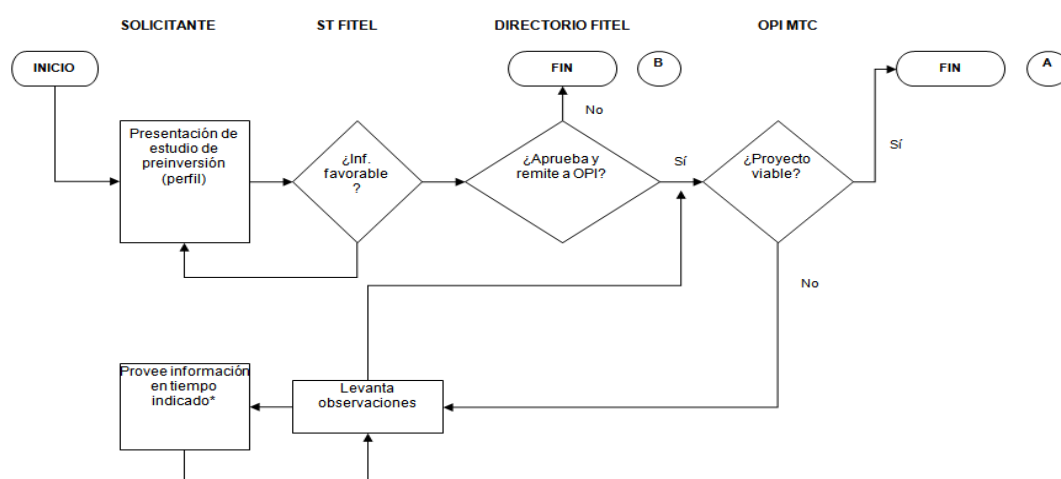 SOLICITANTE
ST FITEL
DIRECTORIO FITEL
OPI MTC
INICIO
FIN
B
FIN
A
No
Presentación de
estudio de
preinversión
(perfil)
¿Inf.
favorable
?
¿Aprueba y
remite a OPI?
Sí
¿Proyecto
viable?
Sí
No
Provee información
en tiempo
indicado*
Levanta
observaciones